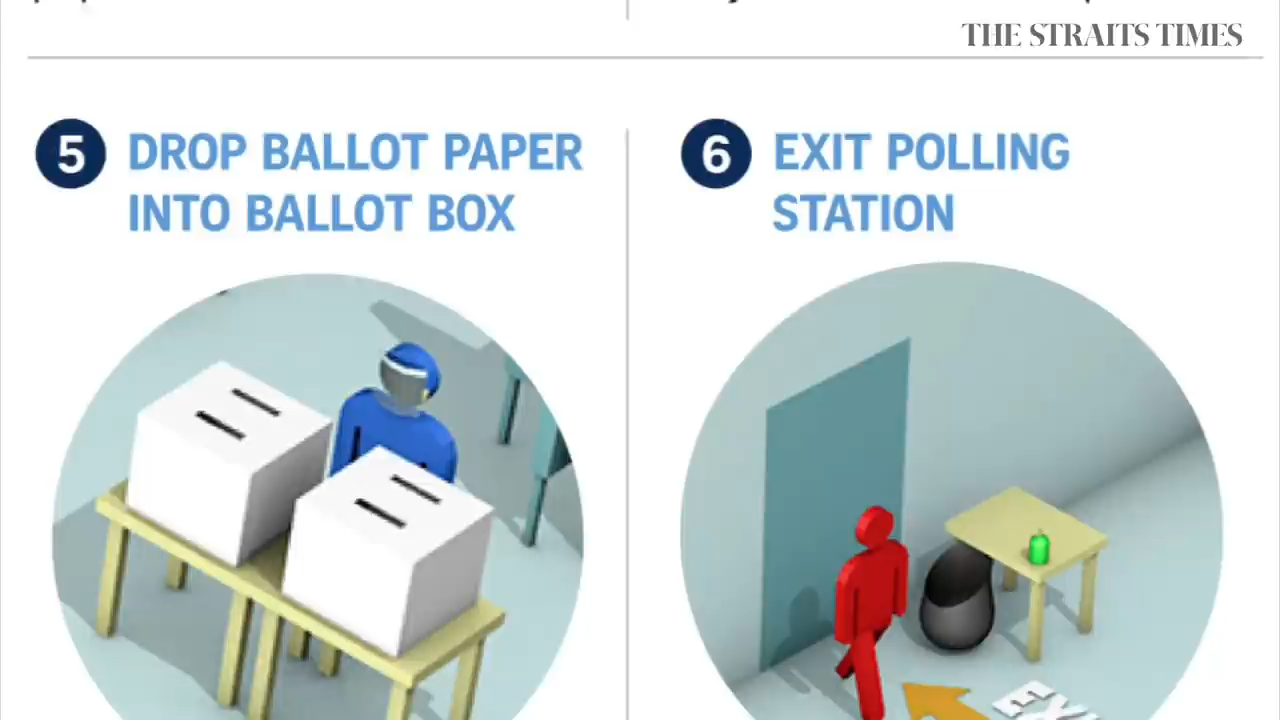 THE STRAITS TIMES
5 DROP BALLOT PAPER
INTO BALLOT BOX
6 EXIT POLLING
STATION